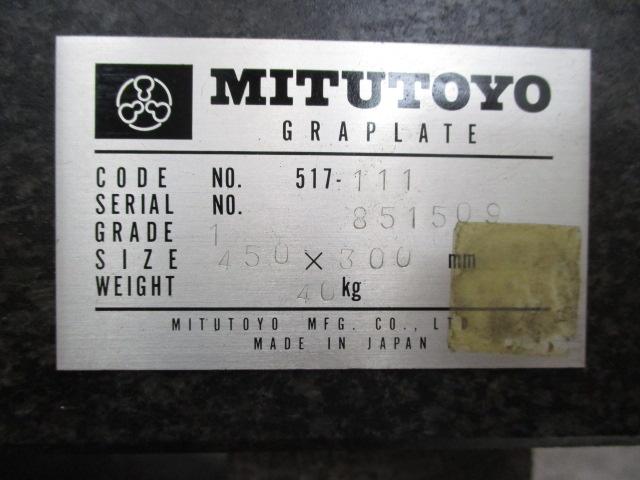 MITUTOYO
GRAPLATE
CODE NO. 517-111
SERIAL NO. 851509
GRADE 1
SIZE 450 × 300 mm
WEIGHT 40 kg
MITUTOYO MFG. CO., LTD
MADE IN JAPAN